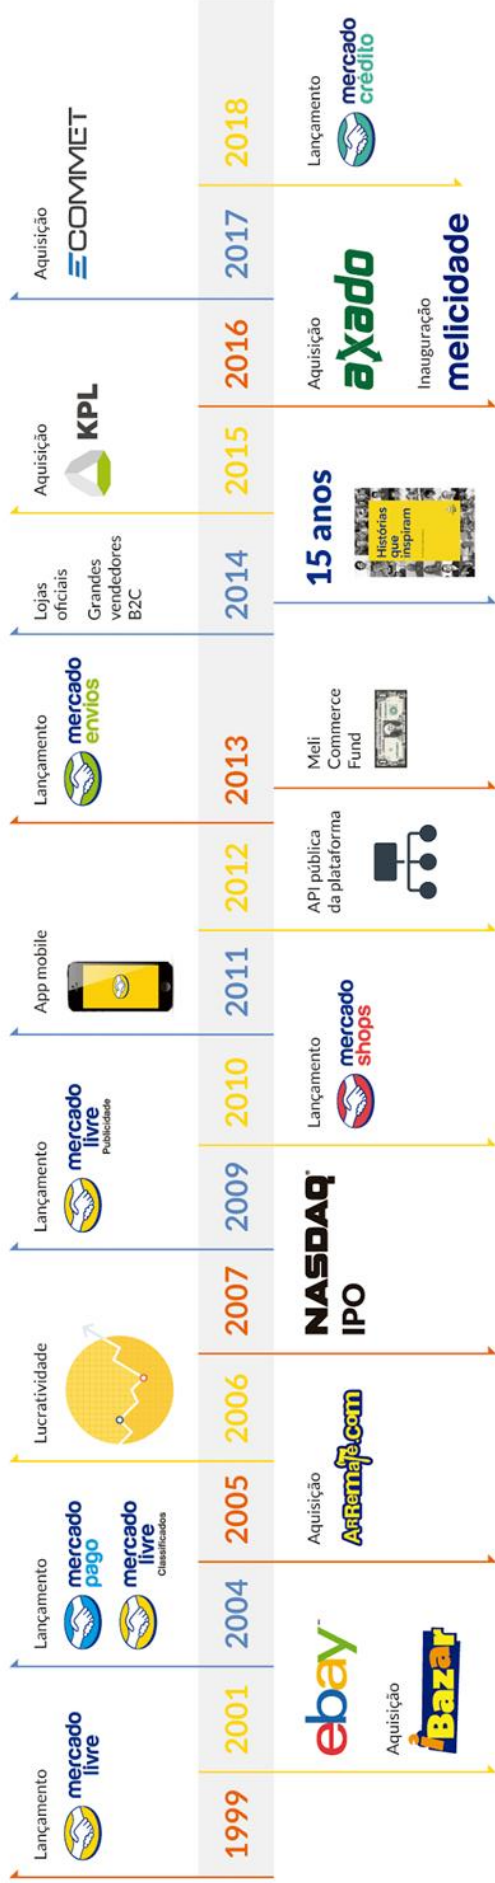 Lançamento
mercado
livre
Lançamento
mercado
pago
mercado
livre
Classificados
Lucratividade
Lançamento
mercado
livre
Publicidade
App mobile
Lançamento
mercado
envios
Lojas
oficiais
Grandes
vendedores
B2C
Aquisição
KPL
Aquisição
ECOMMET
1999
2001
2004
2005
2006
2007
2009
2010
2011
2012
2013
2014
2015
2016
2017
2018
ebay
Aquisição
iBazar
Aquisição
ARRemaTe.com
NASDAQ
IPO
Lançamento
mercado
shops
API pública
da plataforma
Meli
Commerce
Fund
15 anos
Histórias
que
inspiram
Aquisição
axado
Inauguração
melicidade
Lançamento
mercado
crédito